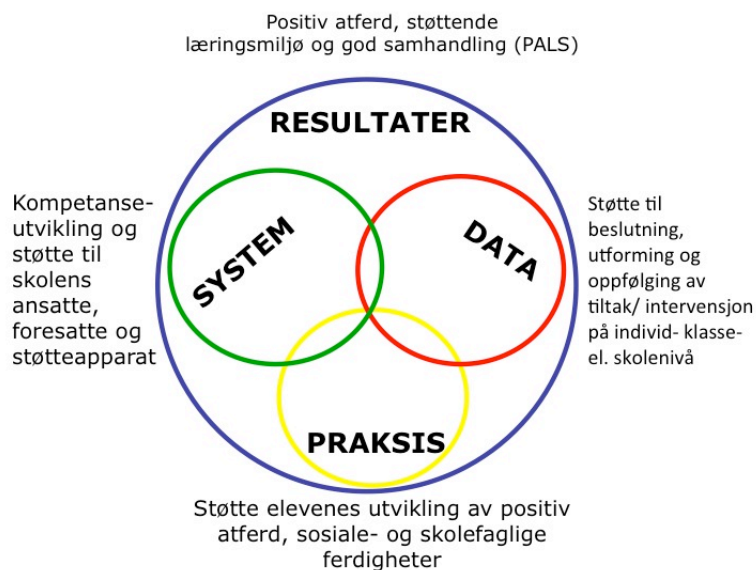 Positiv atferd, støttende
læringsmiljø og god samhandling (PALS)
RESULTATER
Kompetanse-
utvikling og
støtte til
skolens
ansatte,
foresatte og
støtteapparat
SYSTEM
DATA
Støtte til
beslutning,
utforming og
oppfølging av
tiltak/ intervensjon
på individ- klasse-
el. skolenivå
PRAKSIS
Støtte elevenes utvikling av positiv
atferd, sosiale- og skolefaglige
ferdigheter